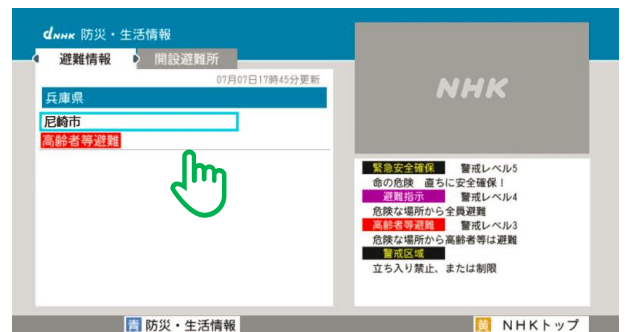 dNHK 防災・生活情報
避難情報 開設避難所
07月07日17時45分更新
兵庫県
尼崎市
高齢者等避難
NHK
緊急安全確保 警戒レベル5
命の危険 直ちに安全確保!
避難指示 警戒レベル4
危険な場所から全員避難
高齢者等避難 警戒レベル3
危険な場所から高齢者等は避難
警戒区域
立ち入り禁止、または制限
青 防災・生活情報
黄 NHKトップ